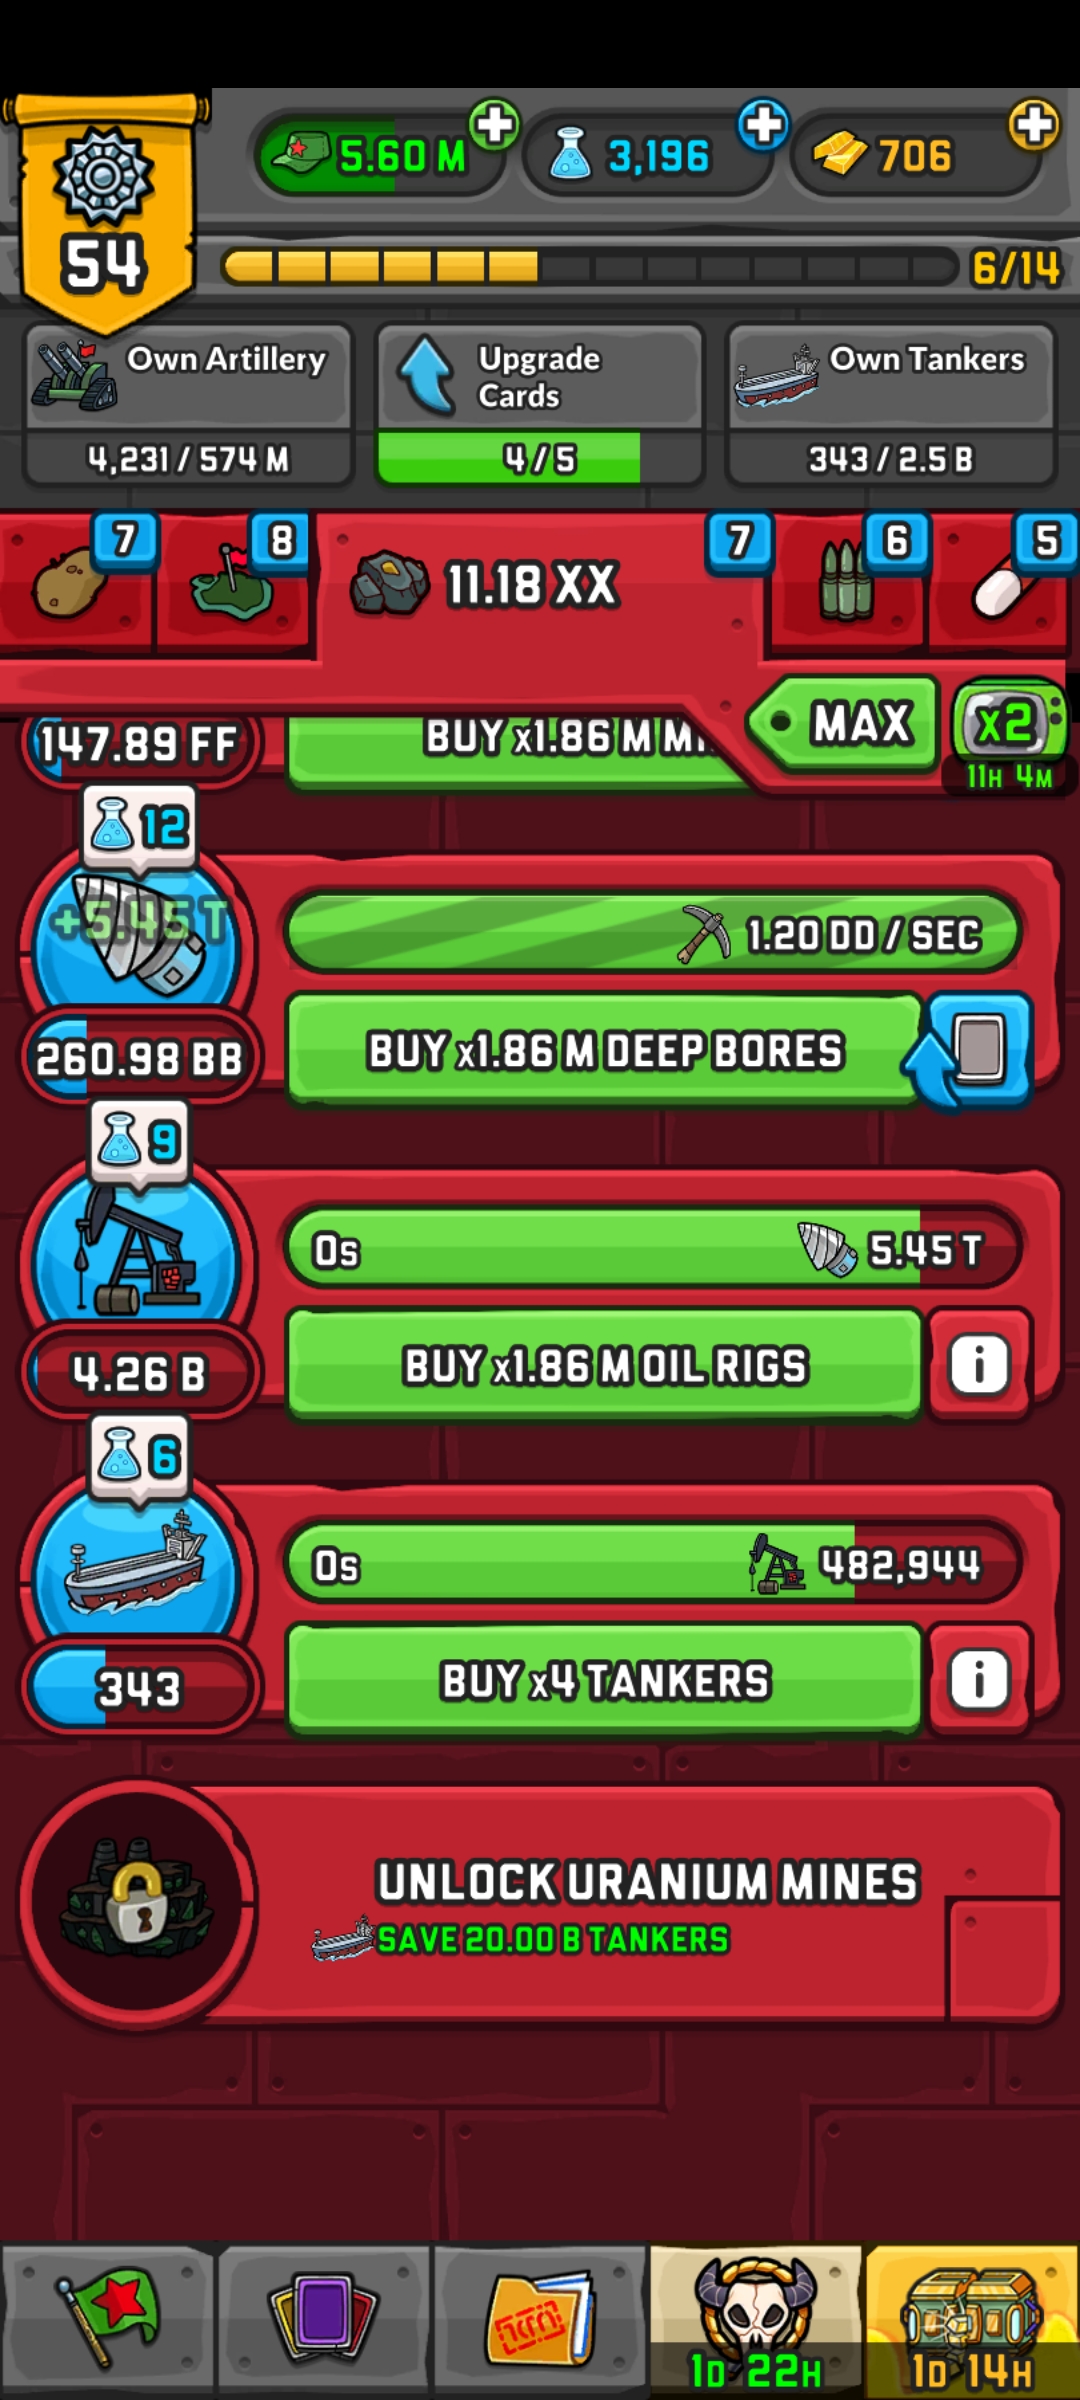 5.60 M
3,196
706
54
6/14
Own Artillery
4,231 / 574 M
Upgrade
Cards
4 / 5
Own Tankers
343 / 2.5 B
7
8
11.18 XX
7
6
5
MAX
x2
11H 4M
147.89 FF
BUY x1.86 M
12
+5.45 T
1.20 DD / SEC
260.98 BB
BUY x1.86 M DEEP BORES
9
0s
5.45 T
4.26 B
BUY x1.86 M OIL RIGS
i
6
0s
482,944
343
BUY x4 TANKERS
i
UNLOCK URANIUM MINES
SAVE 20.00 B TANKERS
1D 22H
1D 14H